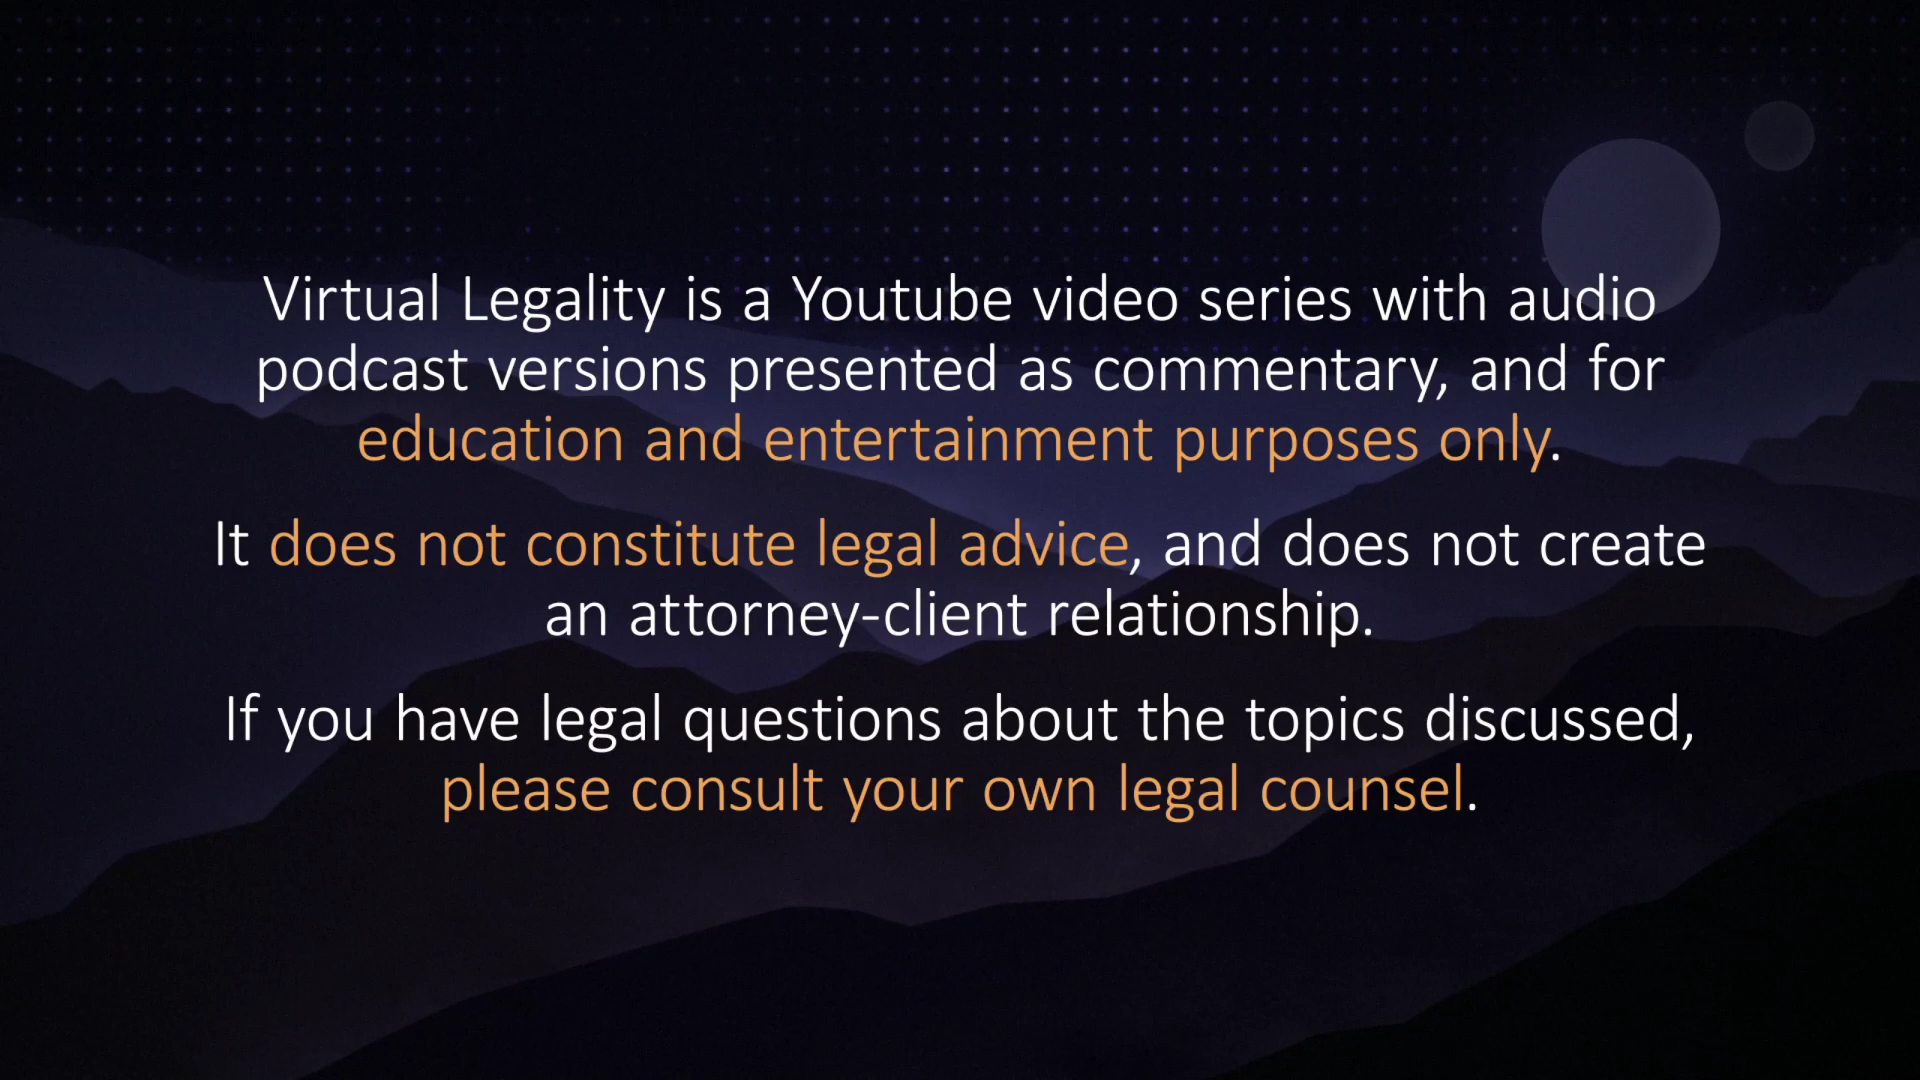 Virtual Legality is a Youtube video series with audio
podcast versions presented as commentary, and for
education and entertainment purposes only.
It does not constitute legal advice, and does not create
an attorney-client relationship.
If you have legal questions about the topics discussed,
please consult your own legal counsel.